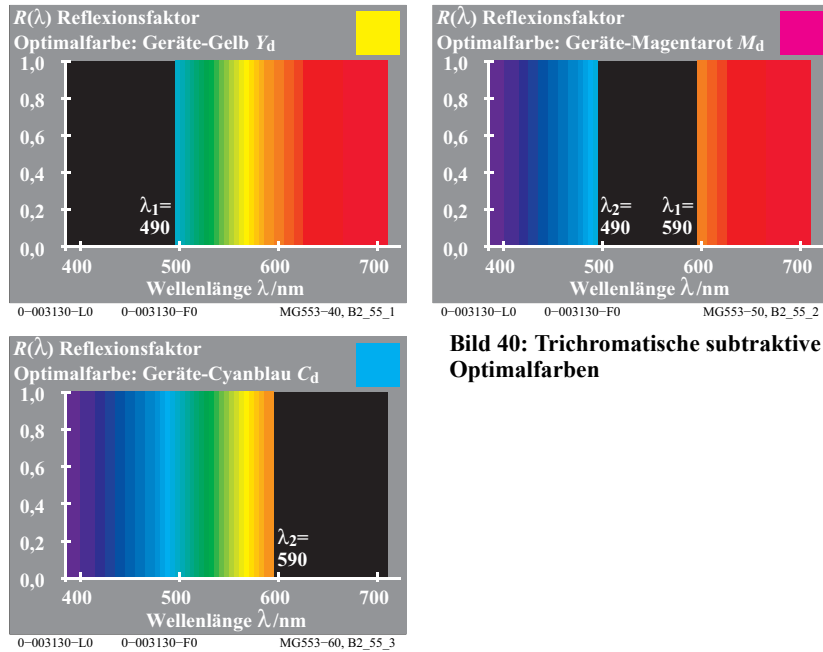 R(λ) Reflexionsfaktor
Optimalfarbe: Geräte-Gelb Yd
1,0
0,8
0,6
0,4
0,2
0,0
λ1=
490
400 500 600 700
Wellenlänge λ/nm
0−003130−L0 0−003130−F0 MG553−40, B2_55_1
R(λ) Reflexionsfaktor
Optimalfarbe: Geräte-Magentarot Md
1,0
0,8
0,6
0,4
0,2
0,0
λ2= λ1=
490 590
400 500 600 700
Wellenlänge λ/nm
0−003130−L0 0−003130−F0 MG553−50, B2_55_2
R(λ) Reflexionsfaktor
Optimalfarbe: Geräte-Cyanblau Cd
1,0
0,8
0,6
0,4
0,2
0,0
λ2=
590
400 500 600 700
Wellenlänge λ/nm
0−003130−L0 0−003130−F0 MG553−60, B2_55_3
Bild 40: Trichromatische subtraktive
Optimalfarben